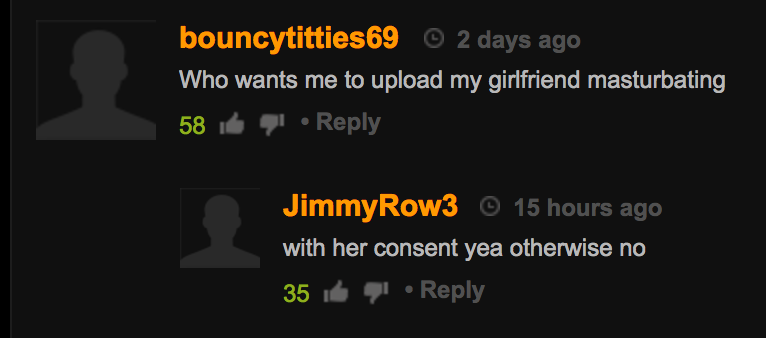 bouncytitties69 2 days ago
Who wants me to upload my girlfriend masturbating
58 • Reply
JimmyRow3 15 hours ago
with her consent yea otherwise no
35 • Reply